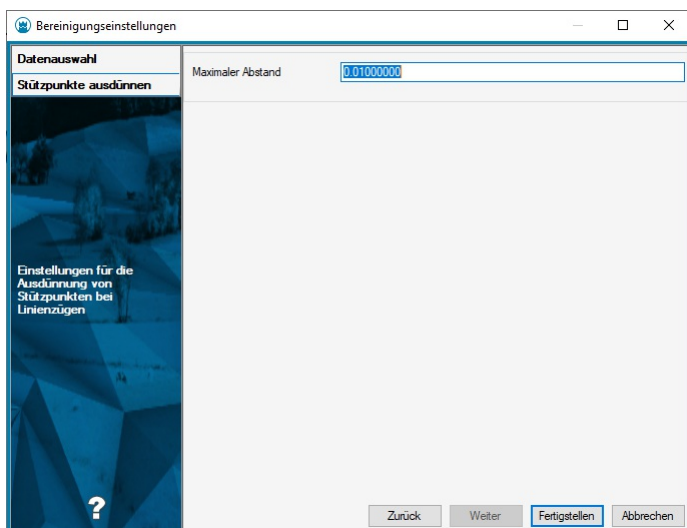 Bereinigungseinstellungen
Datenauswahl
Stützpunkte ausdünnen
Maximaler Abstand 0.01000000
Einstellungen für die
Ausdünnung von
Stützpunkten bei
Linienzügen
?
Zurück Weiter Fertigstellen Abbrechen